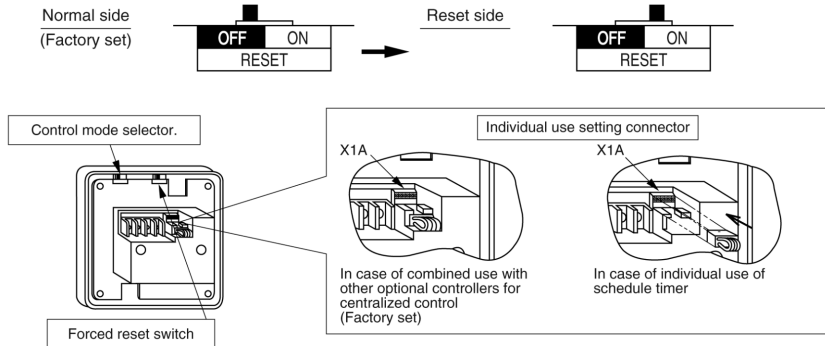 Normal side
(Factory set)
OFF ON
RESET
Reset side
OFF ON
RESET
Control mode selector.
Individual use setting connector
X1A
X1A
In case of combined use with
other optional controllers for
centralized control
(Factory set)
In case of individual use of
schedule timer
Forced reset switch